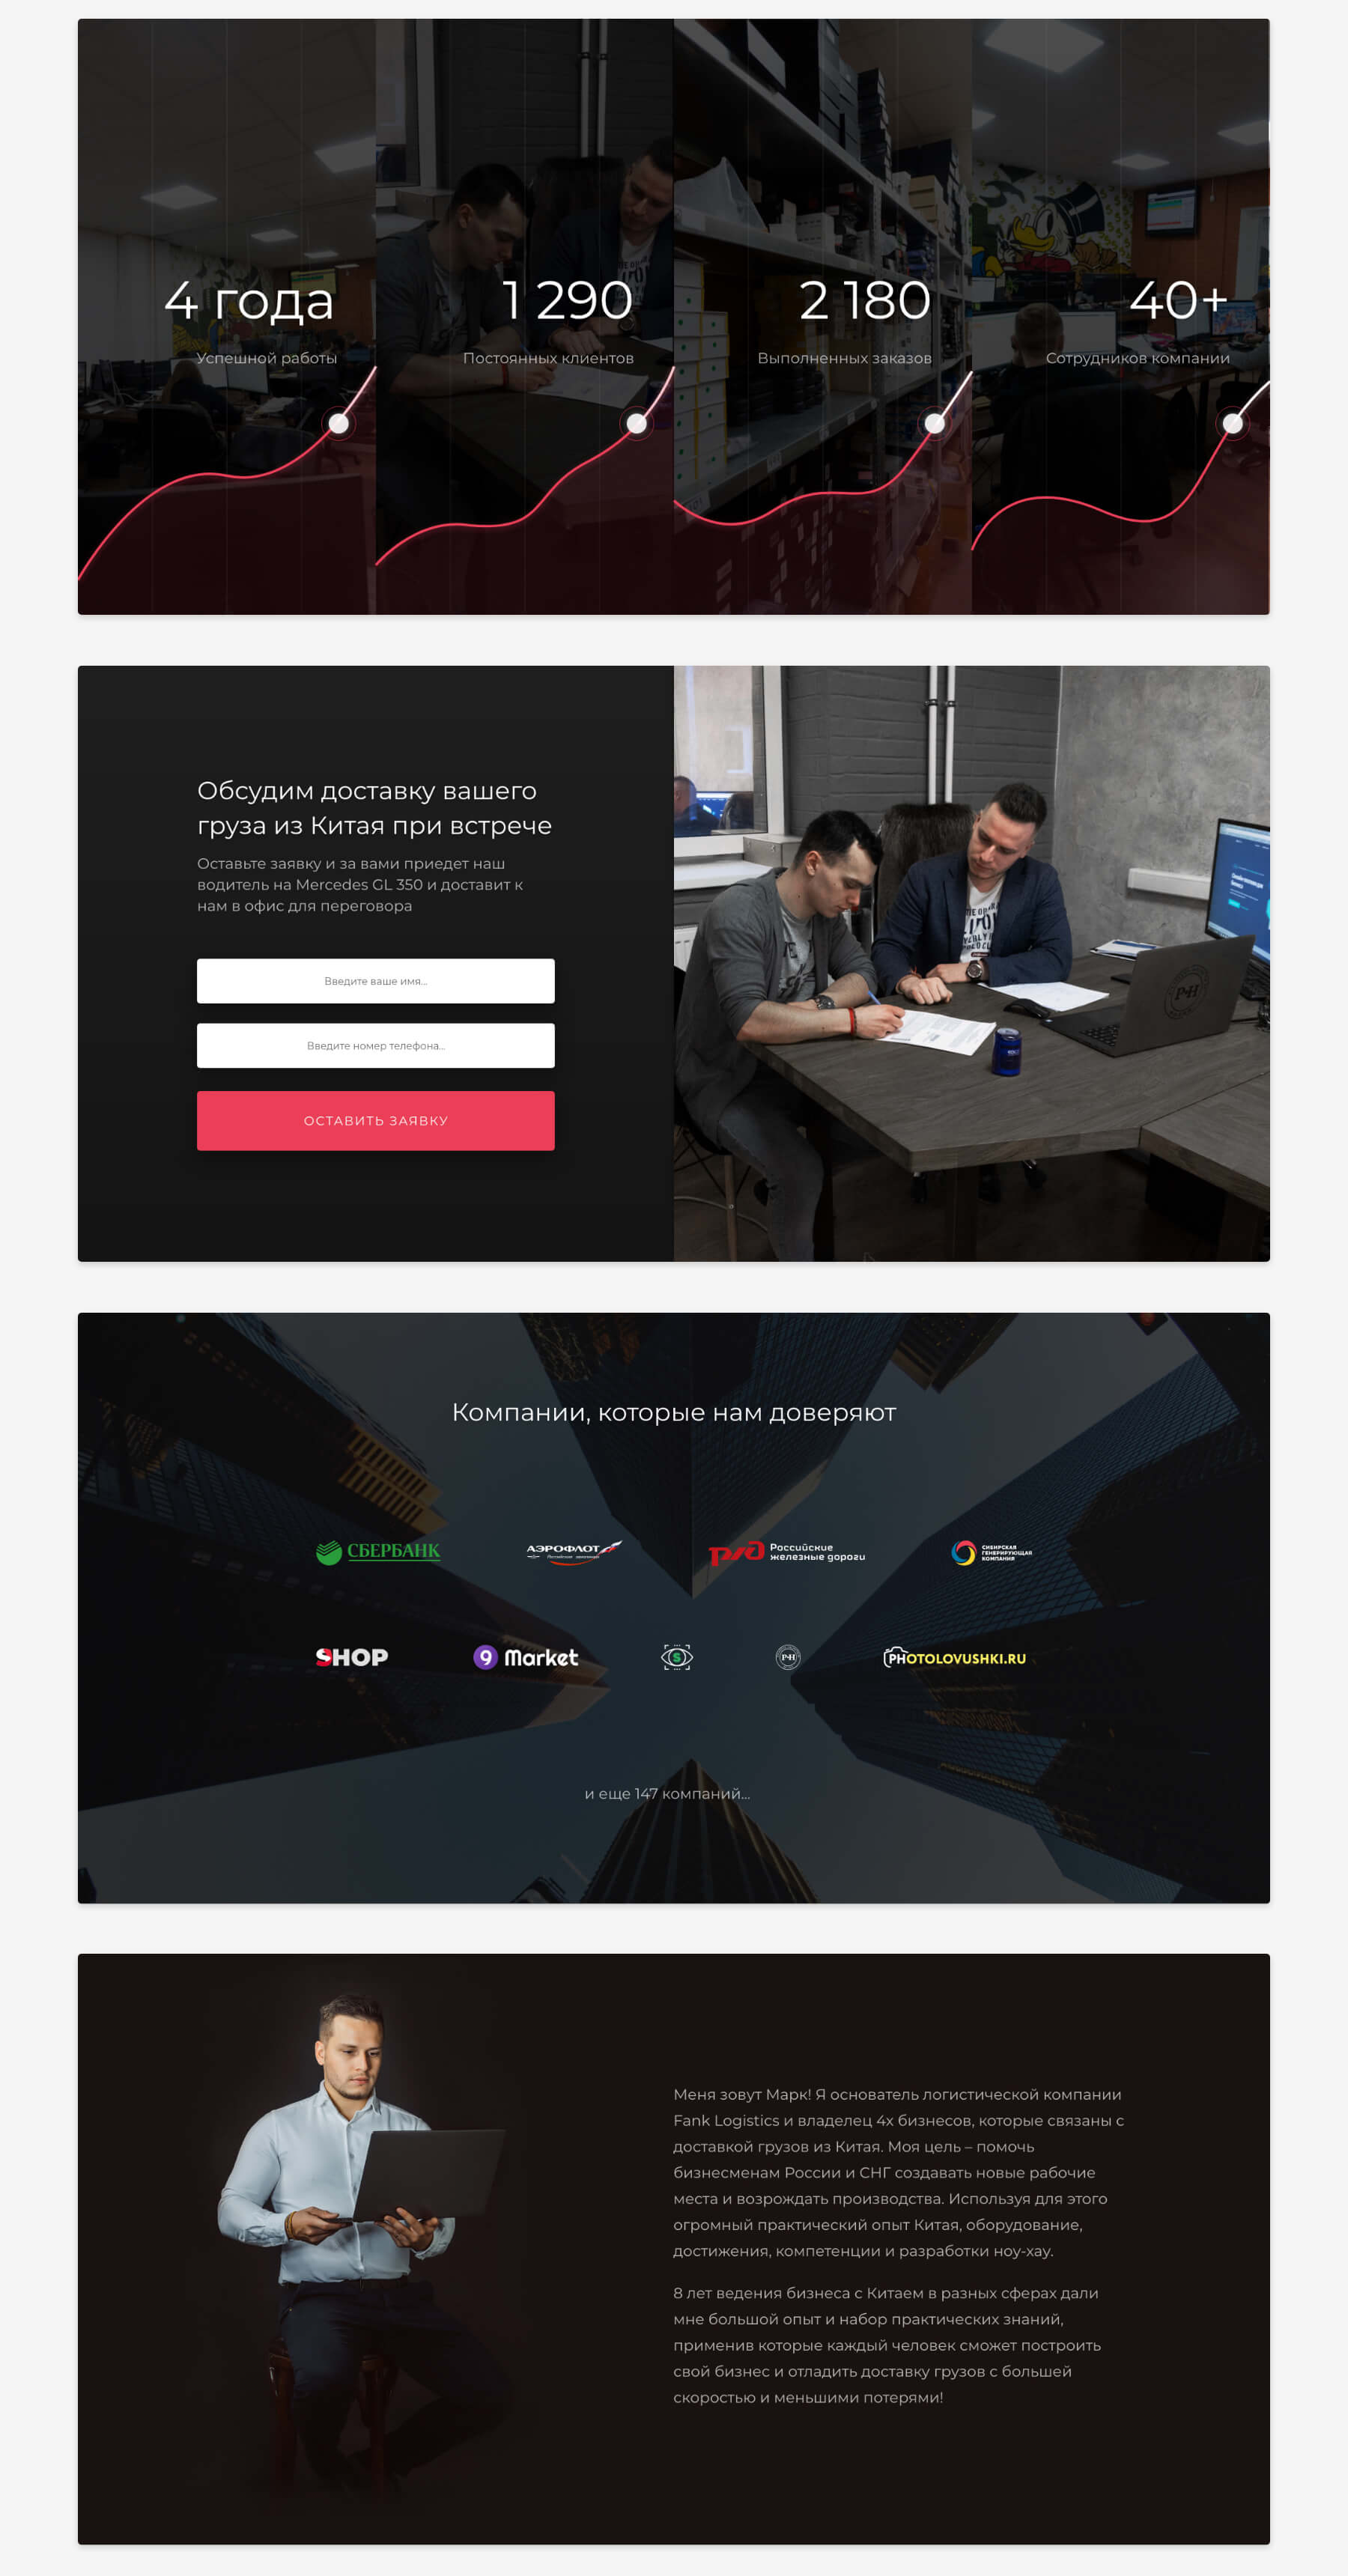 4 года
Успешной работы
1 290
Постоянных клиентов
2 180
Выполненных заказов
40+
Сотрудников компании
Обсудим доставку вашего
груза из Китая при встрече
Оставьте заявку и за вами приедет наш
водитель на Mercedes GL 350 и доставит к
нам в офис для переговора
Введите ваше имя...
Введите номер телефона...
ОСТАВИТЬ ЗАЯВКУ
Компании, которые нам доверяют
СБЕРБАНК
АЭРОФЛОТ
Российские авиалинии
РЖД
Российские
железные дороги
СИБИРСКАЯ
ГЕНЕРИРУЮЩАЯ
КОМПАНИЯ
SHOP
9 Market
S
РН
PHOTOLOVUSHKI.RU
и еще 147 компаний...
Меня зовут Марк! Я основатель логистической компании
Fank Logistics и владелец 4х бизнесов, которые связаны с
доставкой грузов из Китая. Моя цель – помочь
бизнесменам России и СНГ создавать новые рабочие
места и возрождать производства. Используя для этого
огромный практический опыт Китая, оборудование,
достижения, компетенции и разработки ноу-хау.
8 лет ведения бизнеса с Китаем в разных сферах дали
мне большой опыт и набор практических знаний,
применив которые каждый человек сможет построить
свой бизнес и отладить доставку грузов с большей
скоростью и меньшими потерями!